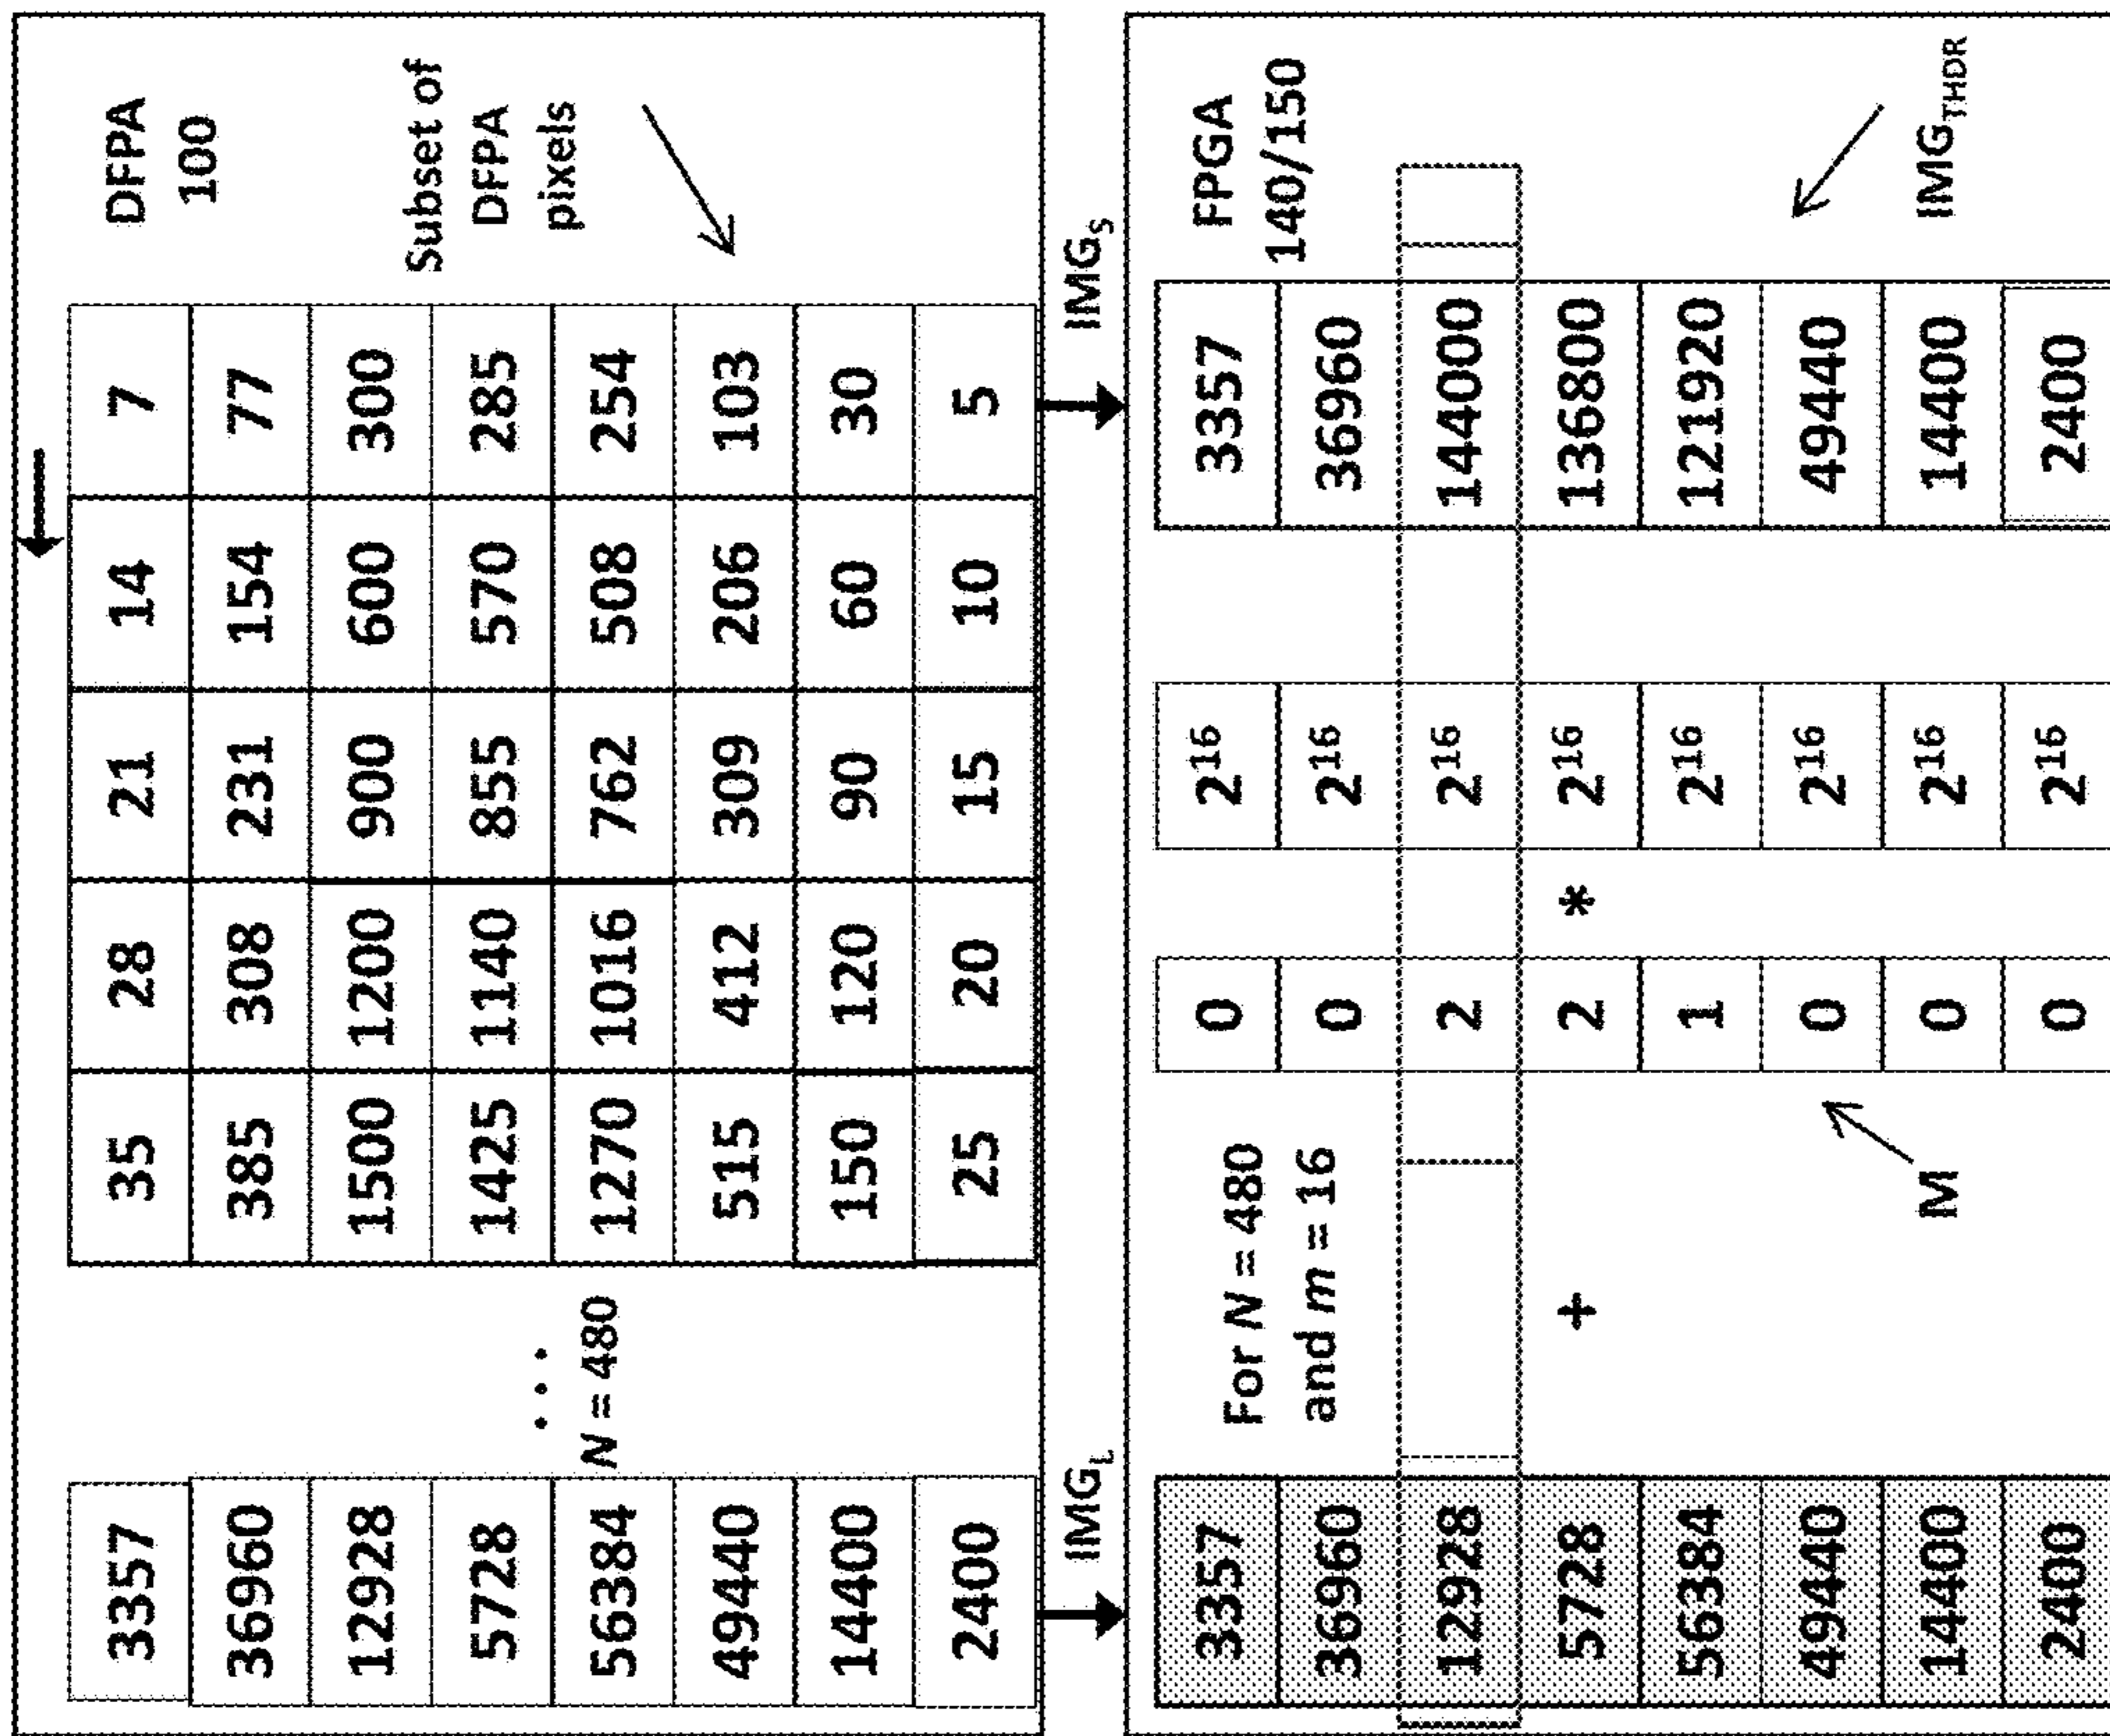 3357 35 28 21 14 7 DFPA
100
36960 385 308 231 154 77
12928 1500 1200 900 600 300 Subset of
5728 1425 1140 855 570 285 DFPA
... pixels
56384 N = 480 1270 1016 762 508 254
49440 515 412 309 206 103
14400 150 120 90 60 30
2400 25 20 15 10 5
IMG_L IMG_S
3357 For N = 480 0 2^16 3357 FPGA
140/150
36960 and m = 16 0 2^16 36960
12928 2 2^16 144000
5728 + 2 * 2^16 136800
56384 1 2^16 121920
49440 0 2^16 49440
14400 M 0 2^16 14400 IMG_THDR
2400 0 2^16 2400